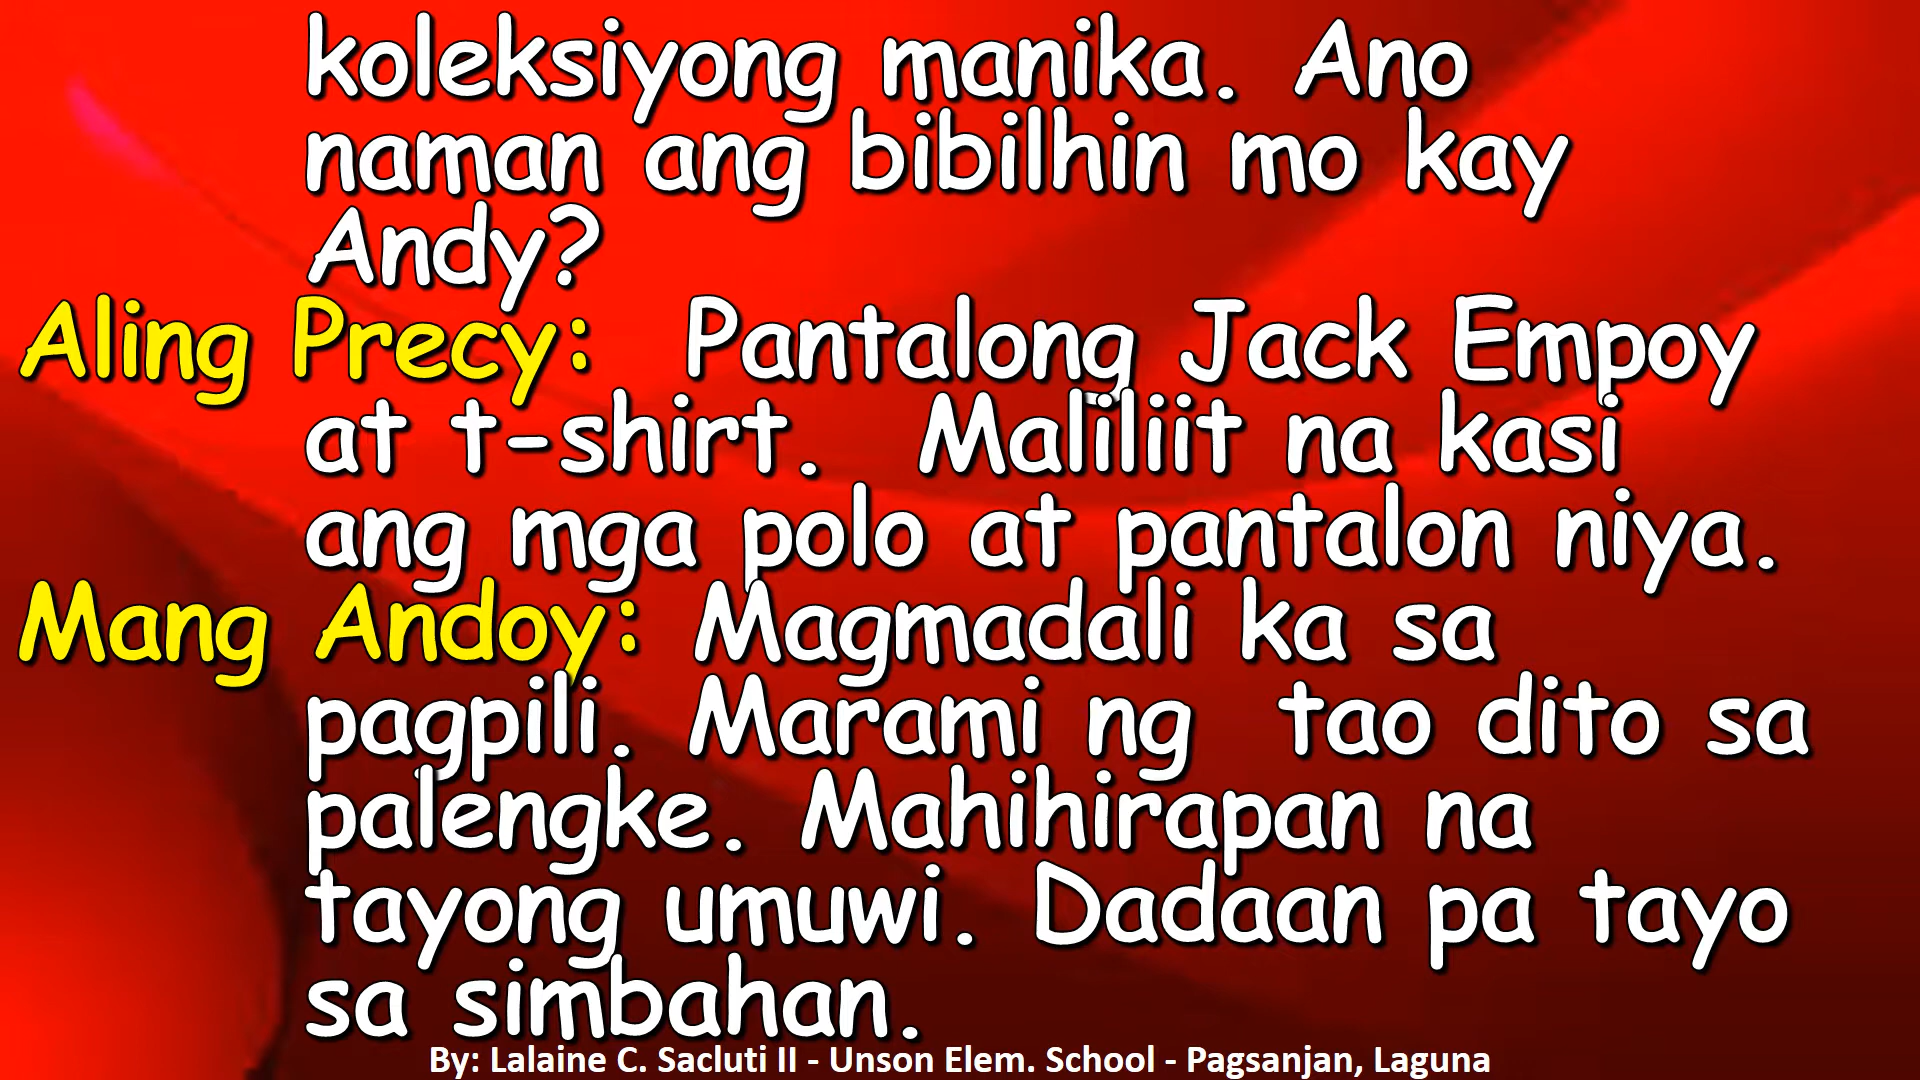 koleksiyong manika. Ano
naman ang bibilhin mo kay
Andy?
Aling Precy: Pantalong Jack Empoy
at t-shirt. Maliliit na kasi
ang mga polo at pantalon niya.
Mang Andoy: Magmadali ka sa
pagpili. Marami ng tao dito sa
palengke. Mahihirapan na
tayong umuwi. Dadaan pa tayo
sa simbahan.
By: Lalaine C. Sacluti II - Unson Elem. School - Pagsanjan, Laguna